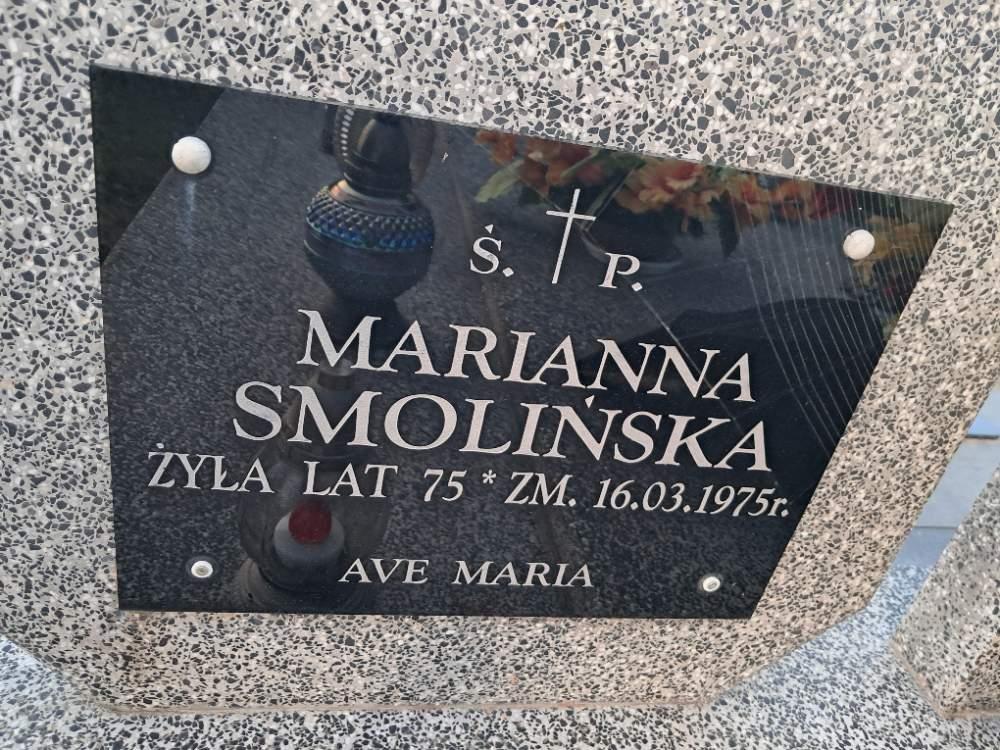 Ś. P.
MARIANNA
SMOLIŃSKA
ŻYŁA LAT 75 * ZM. 16.03.1975r.
AVE MARIA